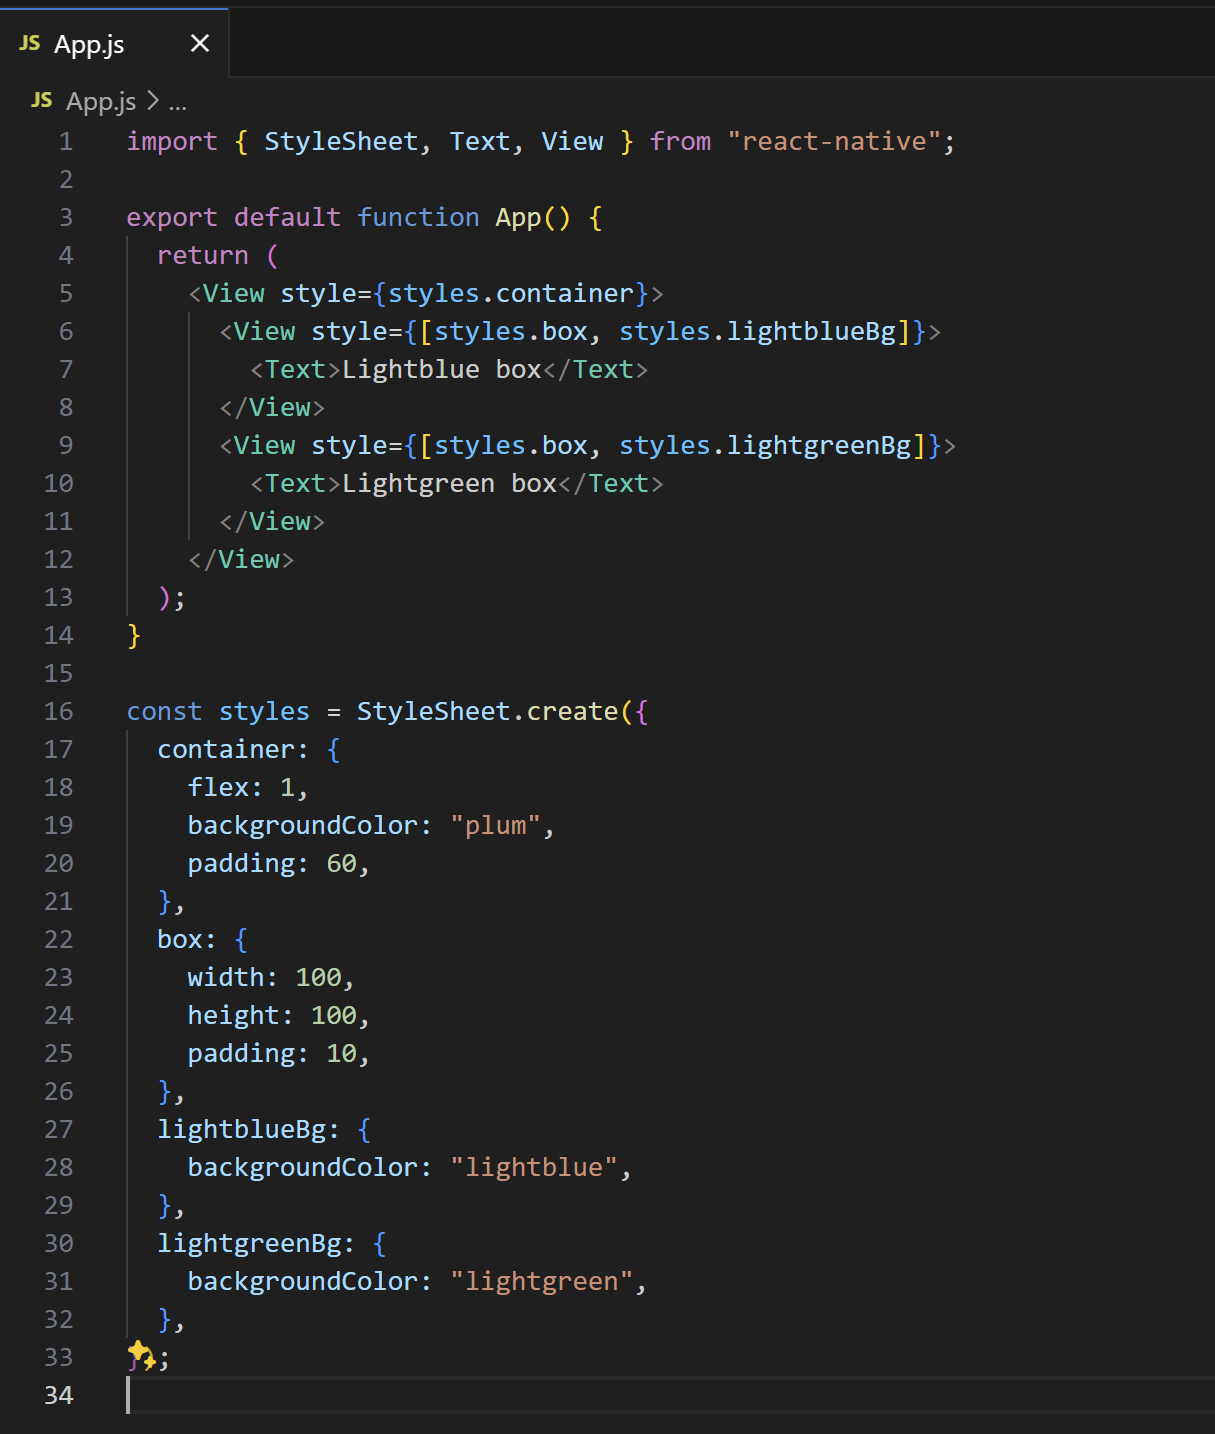 JS App.js ×
JS App.js > ...
1 import { StyleSheet, Text, View } from "react-native";
2
3 export default function App() {
4   return (
5     <View style={styles.container}>
6       <View style={[styles.box, styles.lightblueBg]}>
7         <Text>Lightblue box</Text>
8       </View>
9       <View style={[styles.box, styles.lightgreenBg]}>
10         <Text>Lightgreen box</Text>
11       </View>
12     </View>
13   );
14 }
15
16 const styles = StyleSheet.create({
17   container: {
18     flex: 1,
19     backgroundColor: "plum",
20     padding: 60,
21   },
22   box: {
23     width: 100,
24     height: 100,
25     padding: 10,
26   },
27   lightblueBg: {
28     backgroundColor: "lightblue",
29   },
30   lightgreenBg: {
31     backgroundColor: "lightgreen",
32   },
33 };
34